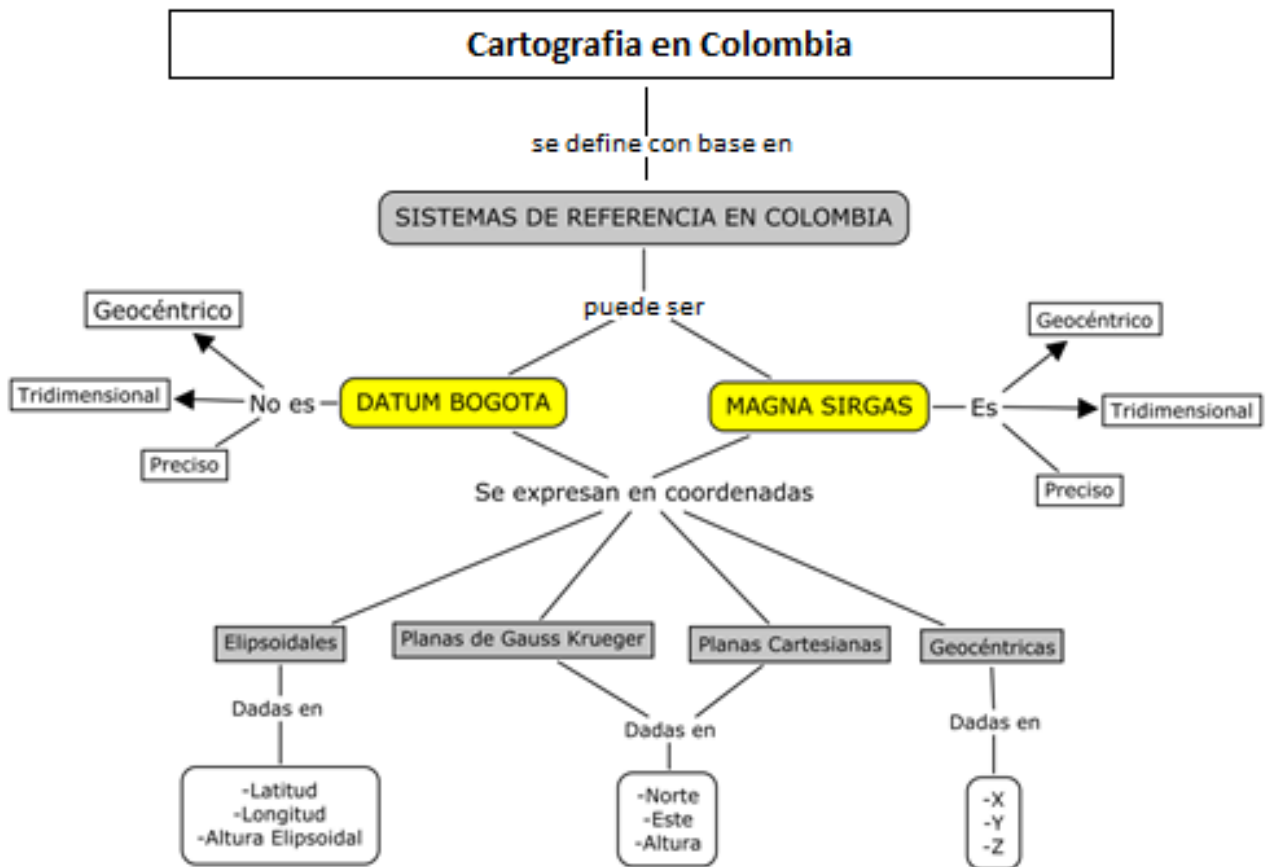 Cartografia en Colombia
se define con base en
SISTEMAS DE REFERENCIA EN COLOMBIA
puede ser
Geocéntrico
Tridimensional
No es
Preciso
DATUM BOGOTA
MAGNA SIRGAS
Es
Geocéntrico
Tridimensional
Preciso
Se expresan en coordenadas
Elipsoidales
Planas de Gauss Krueger
Planas Cartesianas
Geocéntricas
Dadas en
Dadas en
Dadas en
-Latitud
-Longitud
-Altura Elipsoidal
-Norte
-Este
-Altura
-X
-Y
-Z